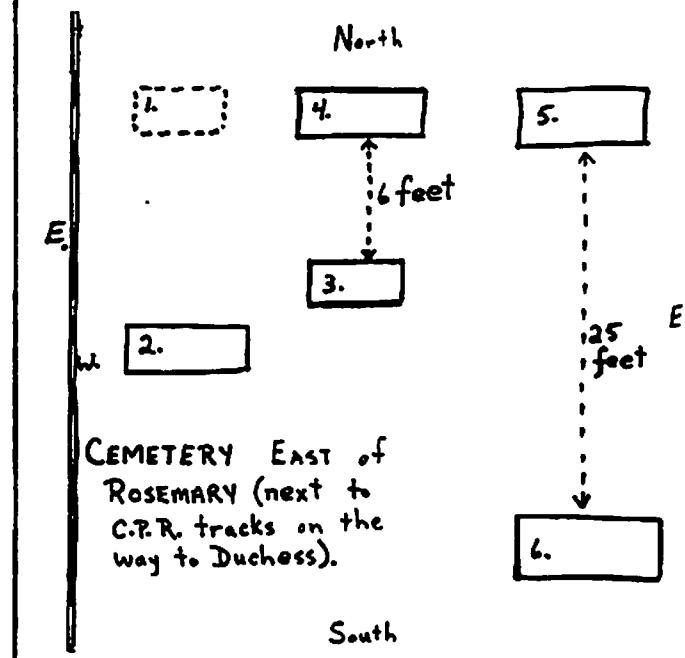 North
1.
4.
5.
6 feet
E.
3.
E
25
feet
2.
W.
CEMETERY EAST of
ROSEMARY (next to
C.P.R. tracks on the
way to Duchess).
6.
South